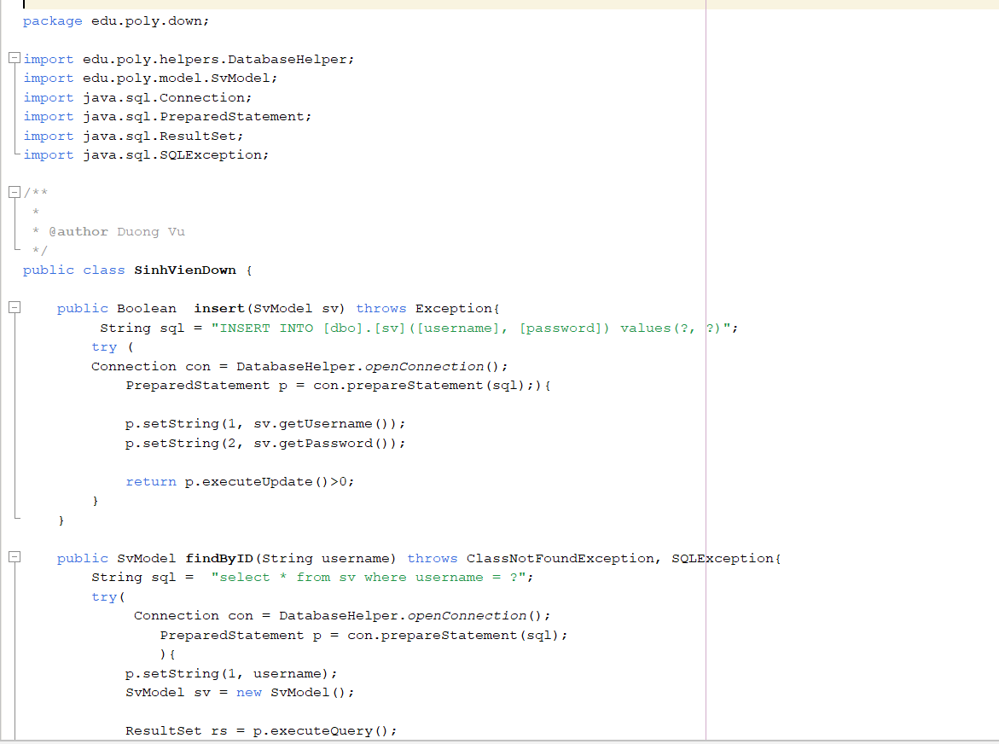 package edu.poly.down;
import edu.poly.helpers.DatabaseHelper;
import edu.poly.model.SvModel;
import java.sql.Connection;
import java.sql.PreparedStatement;
import java.sql.ResultSet;
import java.sql.SQLException;
/**
 *
 * @author Duong Vu
 */
public class SinhVienDown {
    public Boolean  insert(SvModel sv) throws Exception{
         String sql = "INSERT INTO [dbo].[sv]([username], [password]) values(?, ?)";
        try (
        Connection con = DatabaseHelper.openConnection();
            PreparedStatement p = con.prepareStatement(sql);){
            p.setString(1, sv.getUsername());
            p.setString(2, sv.getPassword());
            return p.executeUpdate()>0;
        }
    }
    public SvModel findByID(String username) throws ClassNotFoundException, SQLException{
        String sql =  "select * from sv where username = ?";
        try(
             Connection con = DatabaseHelper.openConnection();
                PreparedStatement p = con.prepareStatement(sql);
                ){
            p.setString(1, username);
            SvModel sv = new SvModel();
            ResultSet rs = p.executeQuery();